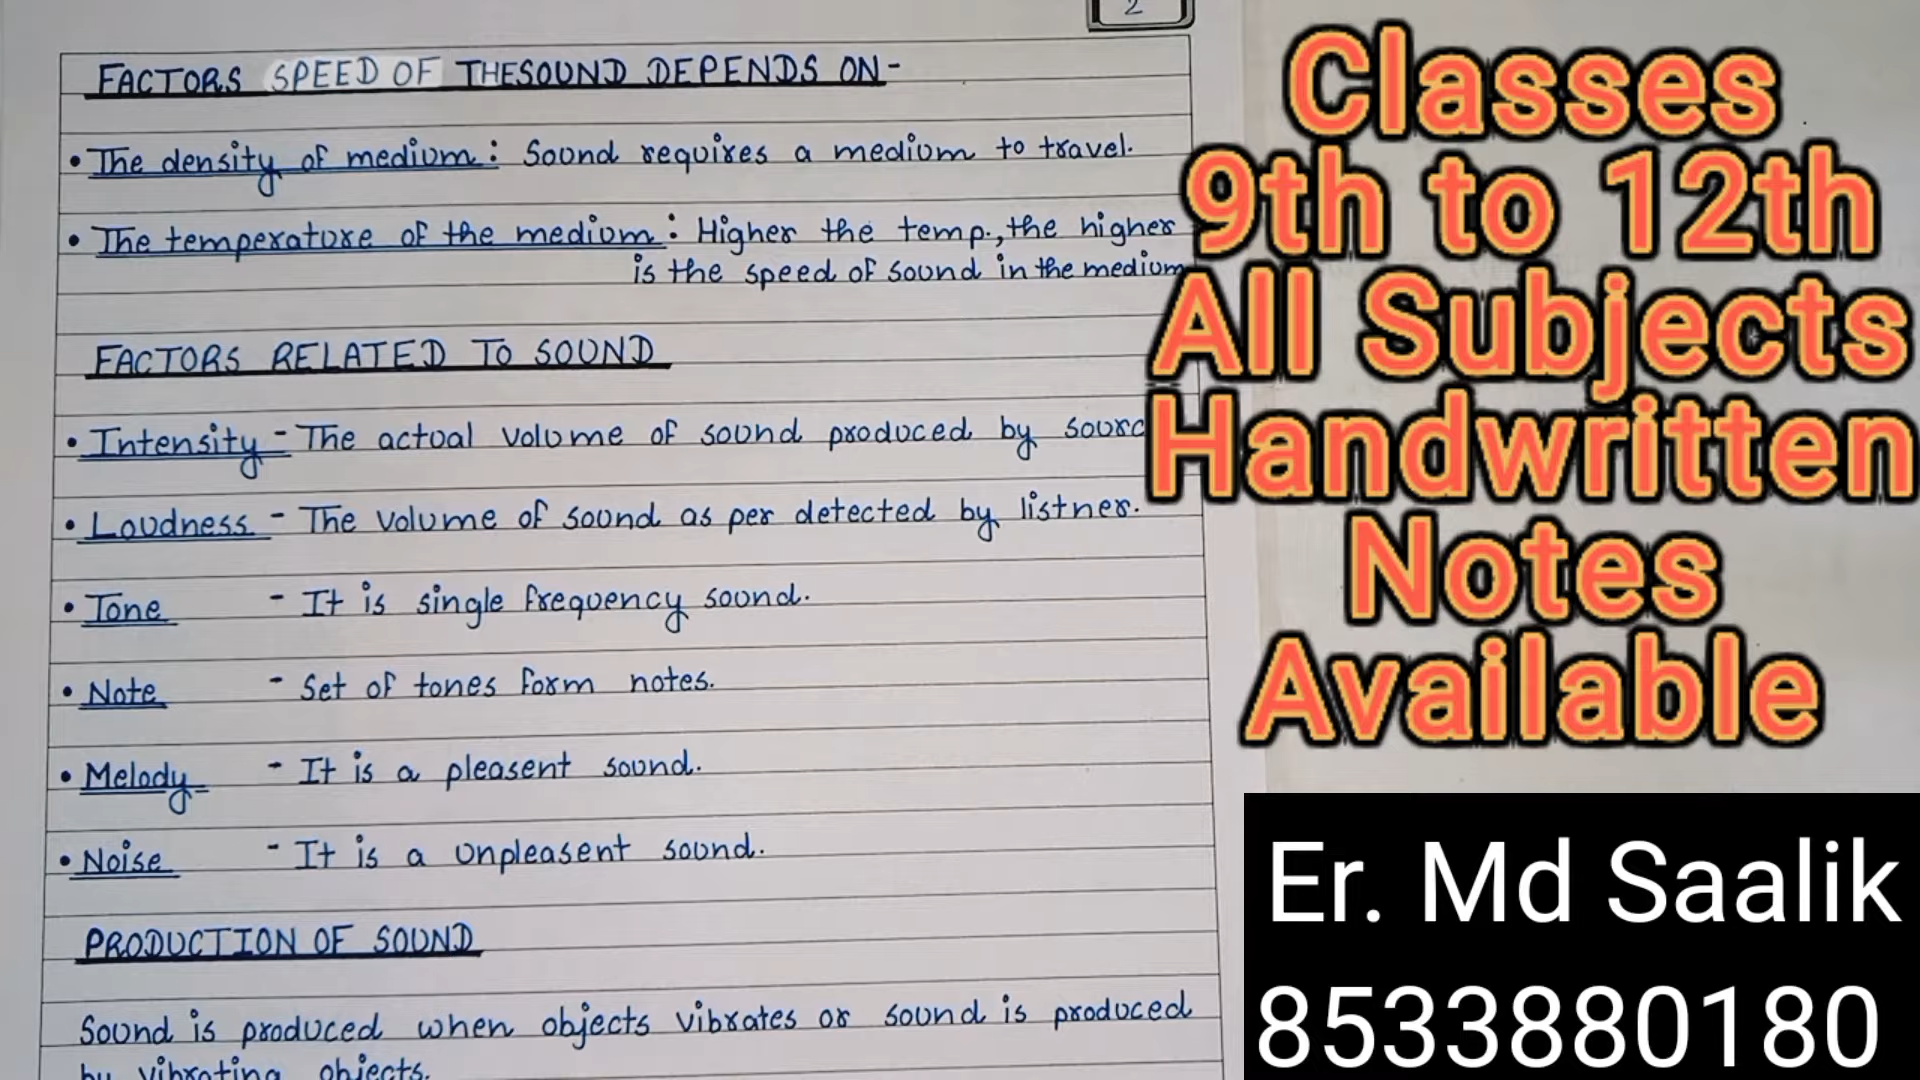 2
FACTORS SPEED OF THE SOUND DEPENDS ON-
• The density of medium: Sound requires a medium to travel.
• The temperature of the medium: Higher the temp., the higher
is the speed of sound in the medium
FACTORS RELATED TO SOUND
• Intensity - The actual volume of sound produced by sourc
• Loudness - The volume of sound as per detected by listner.
• Tone - It is single frequency sound.
• Note - Set of tones form notes.
• Melody - It is a pleasent sound.
• Noise - It is a unpleasent sound.
PRODUCTION OF SOUND
Sound is produced when objects vibrates or sound is produced
by vibrating objects.
Classes
9th to 12th
All Subjects
Handwritten
Notes
Available
Er. Md Saalik
8533880180